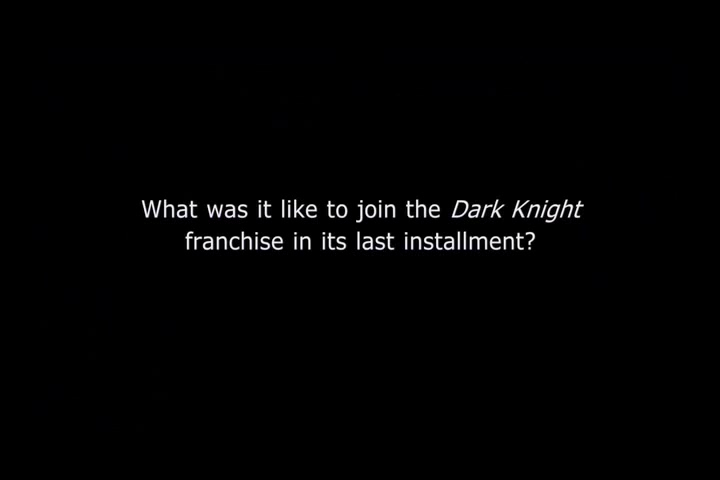 What was it like to join the Dark Knight
franchise in its last installment?